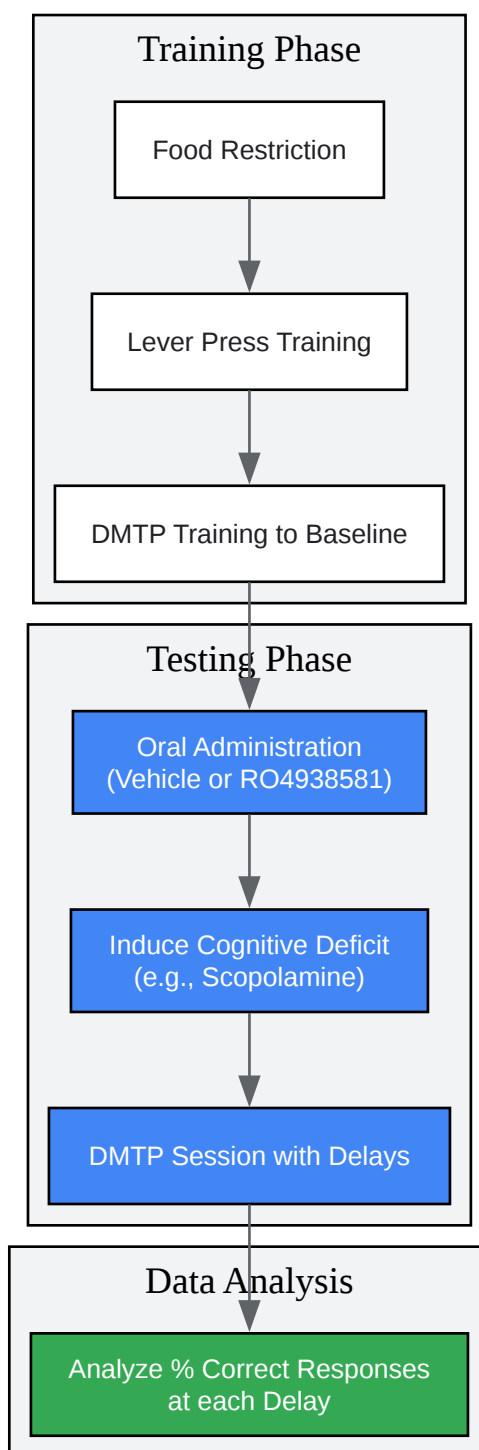 Training Phase
Food Restriction
Lever Press Training
DMTP Training to Baseline
Testing Phase
Oral Administration
(Vehicle or RO4938581)
Induce Cognitive Deficit
(e.g., Scopolamine)
DMTP Session with Delays
Data Analysis
Analyze % Correct Responses
at each Delay